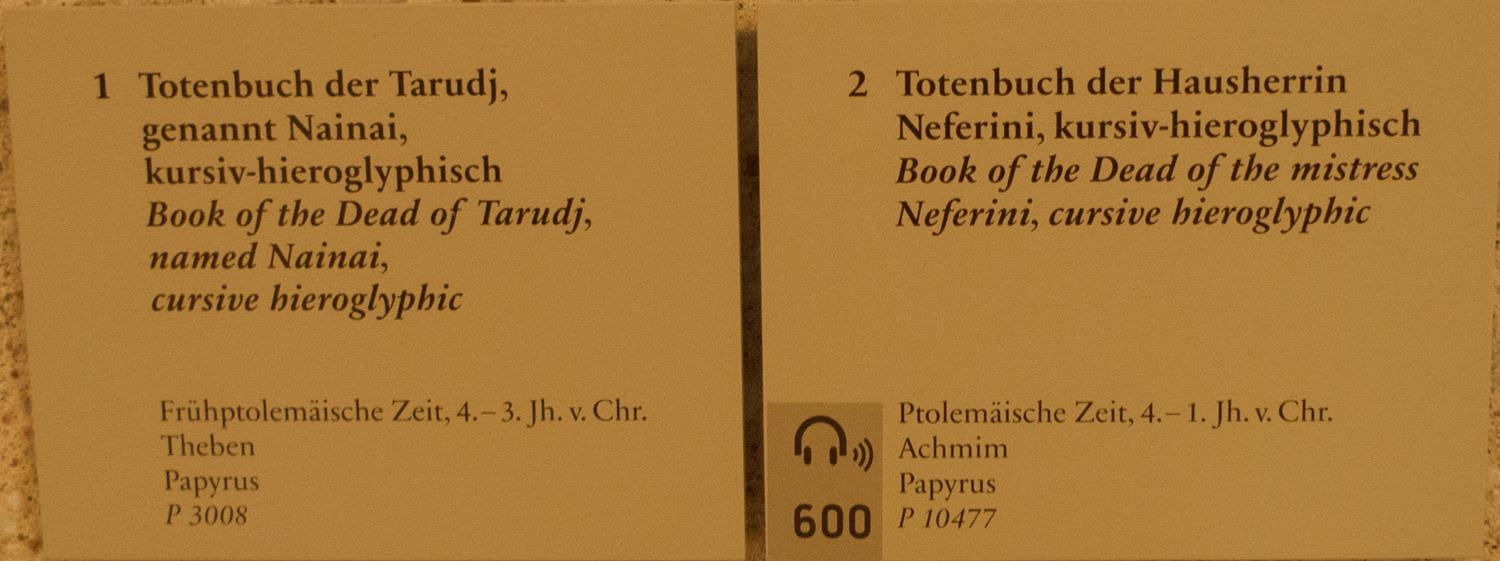 1 Totenbuch der Tarudj,
genannt Nainai,
kursiv-hieroglyphisch
Book of the Dead of Tarudj,
named Nainai,
cursive hieroglyphic
Frühptolemäische Zeit, 4.– 3. Jh. v. Chr.
Theben
Papyrus
P 3008
2 Totenbuch der Hausherrin
Neferini, kursiv-hieroglyphisch
Book of the Dead of the mistress
Neferini, cursive hieroglyphic
Ptolemäische Zeit, 4.– 1. Jh. v. Chr.
Achmim
Papyrus
P 10477
600